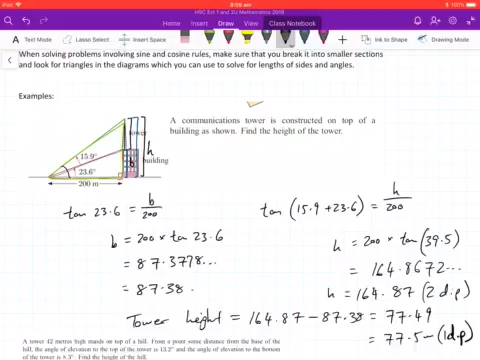 8:59 am
100%
HSC Ext 1 and 2U Mathematics 2018
Home Insert Draw View Class Notebook
Text Mode Lasso Select Insert Space Ink to Shape Drawing Mode
When solving problems involving sine and cosine rules, make sure that you break it into smaller sections
and look for triangles in the diagrams which you can use to solve for lengths of sides and angles.
Examples:
A communications tower is constructed on top of a
building as shown. Find the height of the tower.
tower
h
15.9°
b
building
23.6°
200 m
tan 23.6 = b/200
b = 200 × tan 23.6
= 87.3778...
= 87.38
tan (15.9 + 23.6) = h/200
h = 200 × tan (39.5)
= 164.8672...
h = 164.87 (2 d.p)
Tower height = 164.87 - 87.38 = 77.49
= 77.5 m (1 d.p)
A tower 42 metres high stands on top of a hill. From a point some distance from the base of the
hill, the angle of elevation to the top of the tower is 13.2° and the angle of elevation to the bottom
of the tower is 8.3°. Find the height of the hill.